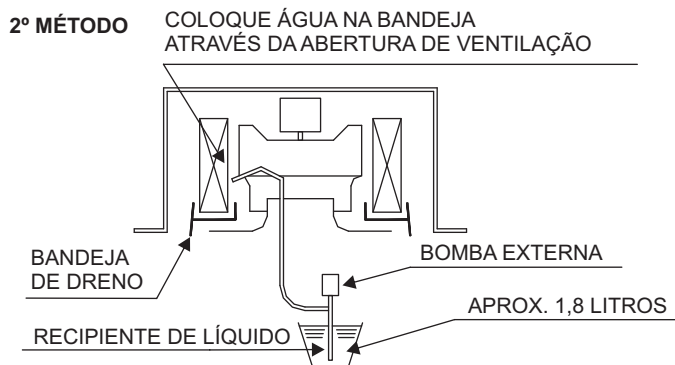 2º MÉTODO
COLOQUE ÁGUA NA BANDEJA
ATRAVÉS DA ABERTURA DE VENTILAÇÃO
BANDEJA
DE DRENO
BOMBA EXTERNA
APROX. 1,8 LITROS
RECIPIENTE DE LÍQUIDO